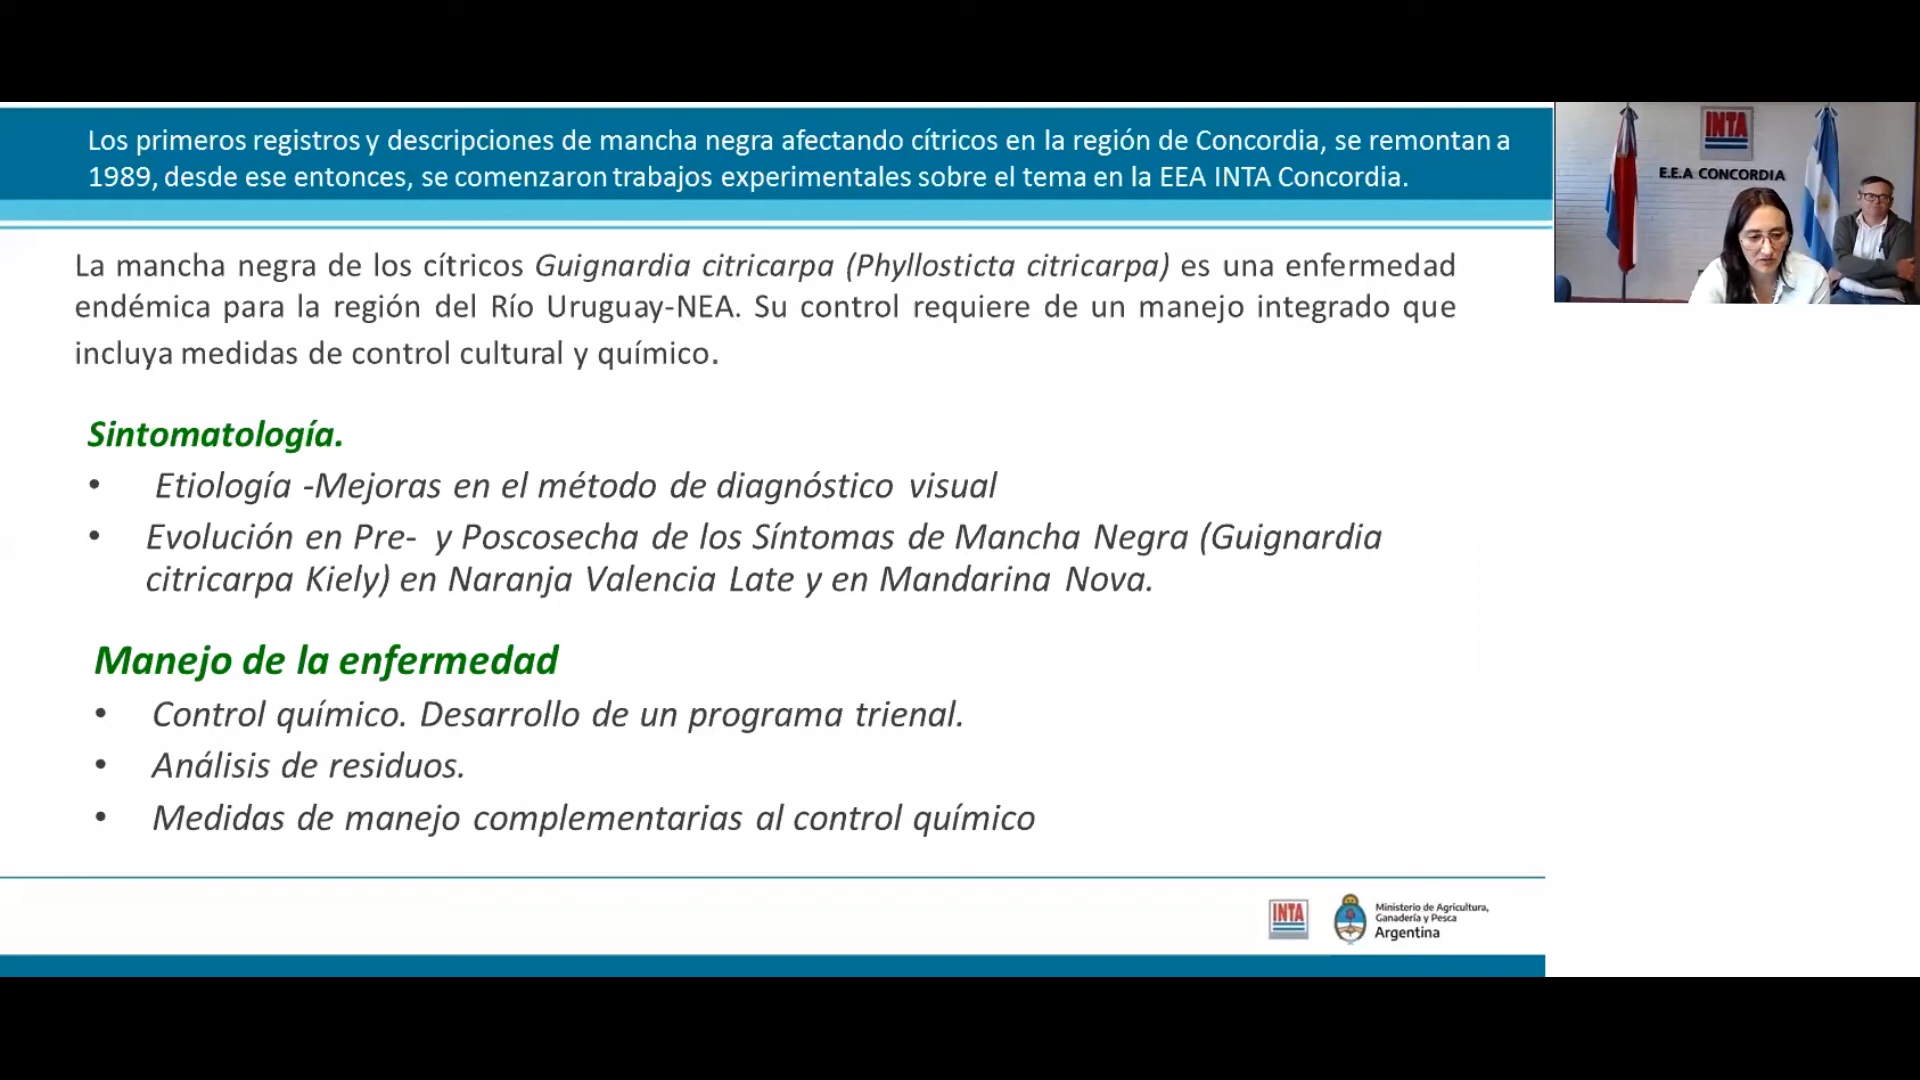 Los primeros registros y descripciones de mancha negra afectando cítricos en la región de Concordia, se remontan a
1989, desde ese entonces, se comenzaron trabajos experimentales sobre el tema en la EEA INTA Concordia.
INTA
E.E.A CONCORDIA
La mancha negra de los cítricos Guignardia citricarpa (Phyllosticta citricarpa) es una enfermedad
endémica para la región del Río Uruguay-NEA. Su control requiere de un manejo integrado que
incluya medidas de control cultural y químico.
Sintomatología.
• Etiología -Mejoras en el método de diagnóstico visual
• Evolución en Pre- y Poscosecha de los Síntomas de Mancha Negra (Guignardia
citricarpa Kiely) en Naranja Valencia Late y en Mandarina Nova.
Manejo de la enfermedad
• Control químico. Desarrollo de un programa trienal.
• Análisis de residuos.
• Medidas de manejo complementarias al control químico
INTA
Ministerio de Agricultura,
Ganadería y Pesca
Argentina